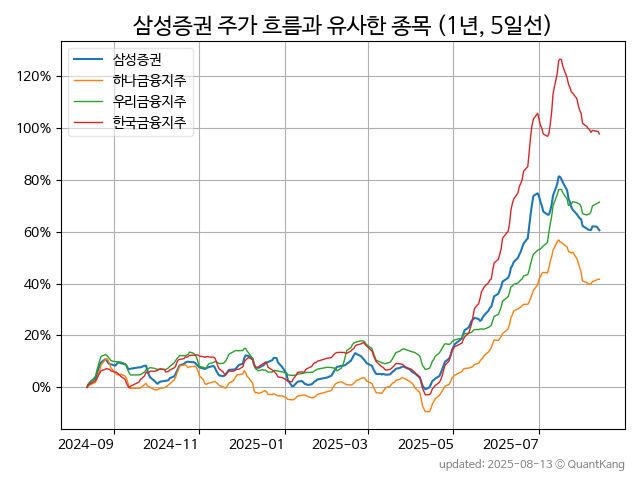 삼성증권 주가 흐름과 유사한 종목 (1년, 5일선)
삼성증권
하나금융지주
우리금융지주
한국금융지주
120%
100%
80%
60%
40%
20%
0%
2024-09 2024-11 2025-01 2025-03 2025-05 2025-07
updated: 2025-08-13 © QuantKang